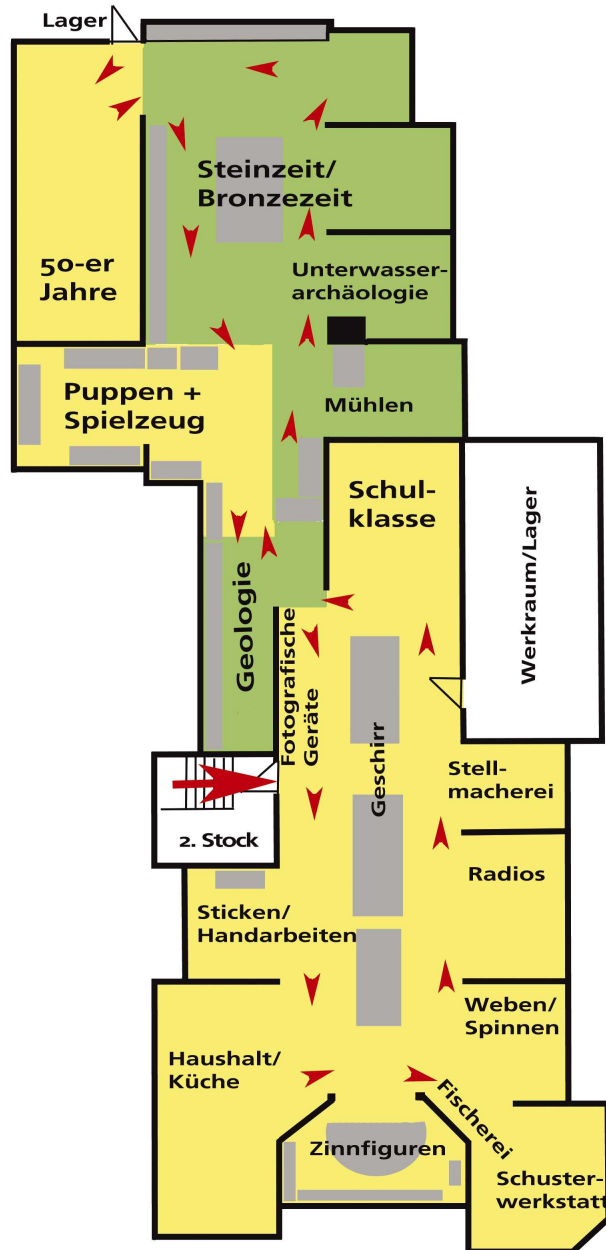 Lager
Steinzeit/
Bronzezeit
50-er
Jahre
Unterwasser-
archäologie
Puppen +
Spielzeug
Mühlen
Schul-
klasse
Werkraum/Lager
Geologie
Fotografische
Geräte
Geschirr
Stell-
macherei
2. Stock
Radios
Sticken/
Handarbeiten
Weben/
Spinnen
Haushalt/
Küche
Fischerei
Zinnfiguren
Schuster-
werkstatt